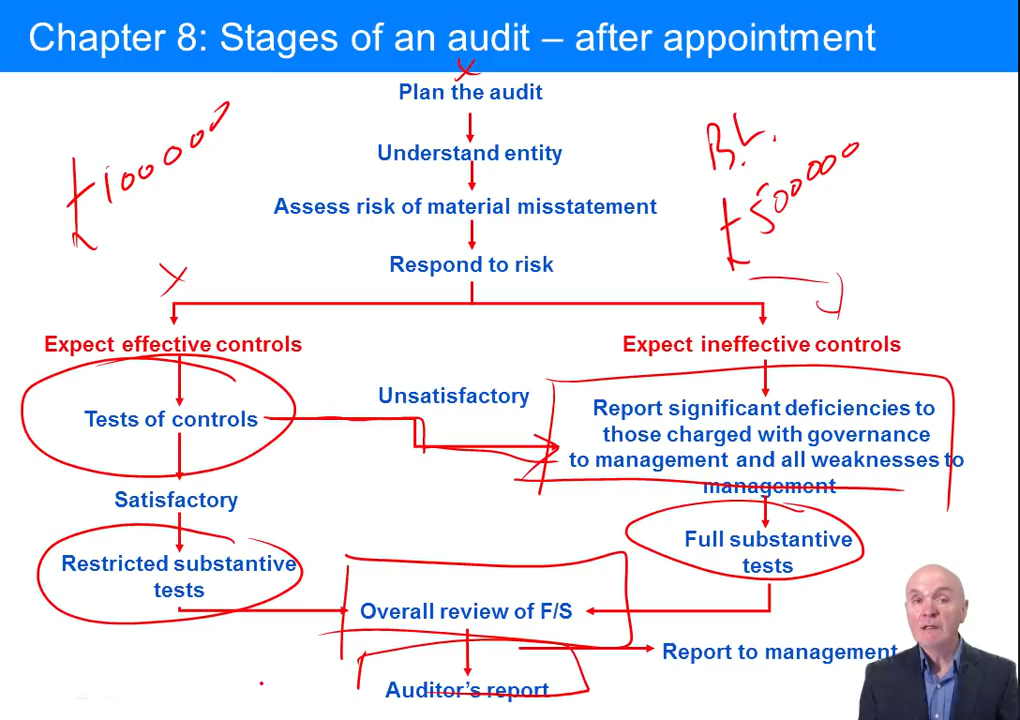 Chapter 8: Stages of an audit – after appointment
Plan the audit
Understand entity
Assess risk of material misstatement
Respond to risk
£100000
B.L.
£500000
Expect effective controls
Expect ineffective controls
Tests of controls
Unsatisfactory
Report significant deficiencies to
those charged with governance
to management and all weaknesses to
management
Satisfactory
Full substantive
tests
Restricted substantive
tests
Overall review of F/S
Report to management
Auditor's report